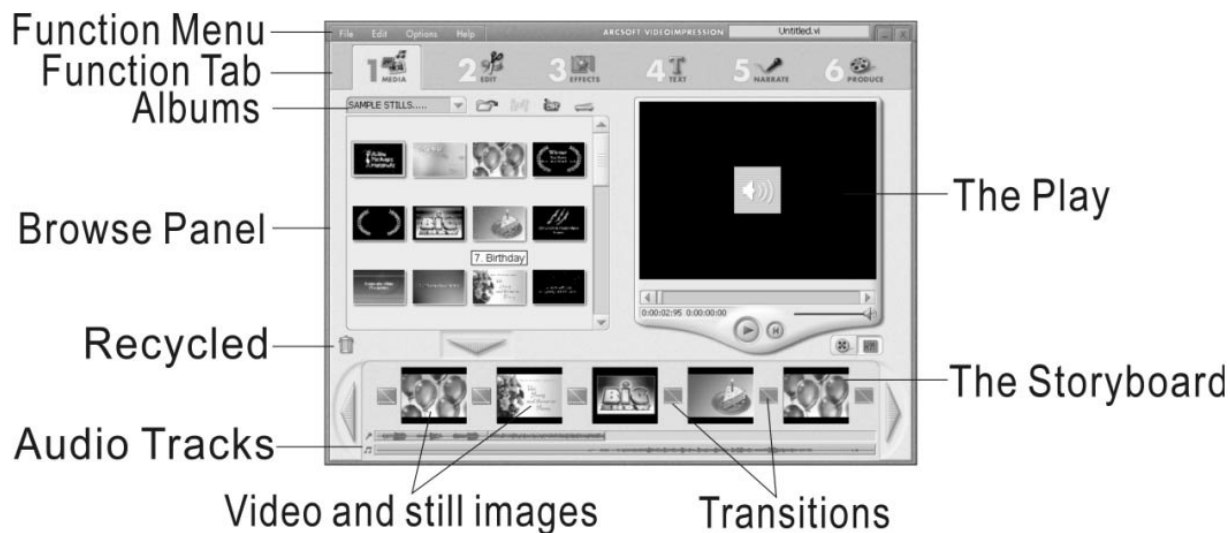 Function Menu
Function Tab
Albums
Browse Panel
Recycled
Audio Tracks
File Edit Options Help
ARCSOFT VIDEOIMPRESSION
Untitled.vi
1 MEDIA
2 EDIT
3 EFFECTS
4 TEXT
5 NARRATE
6 PRODUCE
SAMPLE STILLS.....
BIG
7. Birthday
0:00:02:95 0:00:00:00
BIG
The Play
The Storyboard
Video and still images
Transitions